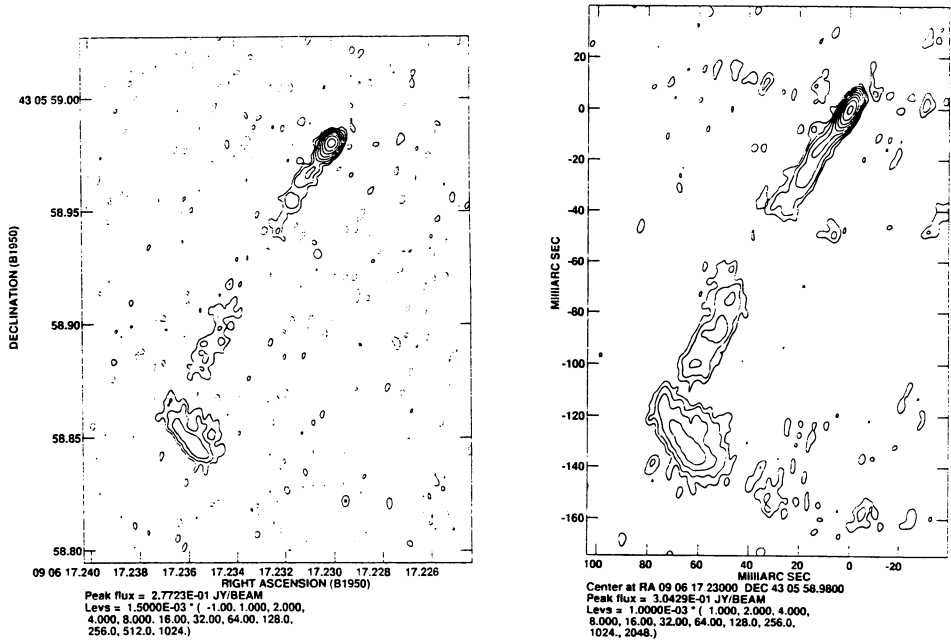 43 05 59.00
58.95
58.90
58.85
58.80
DECLINATION (B1950)
09 06 17.240 17.238 17.236 17.234 17.232 17.230 17.228 17.226
RIGHT ASCENSION (B1950)
Peak flux = 2.7723E-01 JY/BEAM
Levs = 1.5000E-03 * ( -1.00. 1.000, 2.000,
4.000, 8.000. 16.00, 32.00, 64.00, 128.0,
256.0, 512.0, 1024.)
20
0
-20
-40
-60
-80
-100
-120
-140
-160
MIlliARC SEC
100 80 60 40 20 0 -20
MIlliARC SEC
Center at RA 09 06 17.23000 DEC 43 05 58.9800
Peak flux = 3.0429E-01 JY/BEAM
Levs = 1.0000E-03 * ( 1.000, 2.000, 4.000,
8.000, 16.00, 32.00, 64.00, 128.0, 256.0,
1024., 2048.)